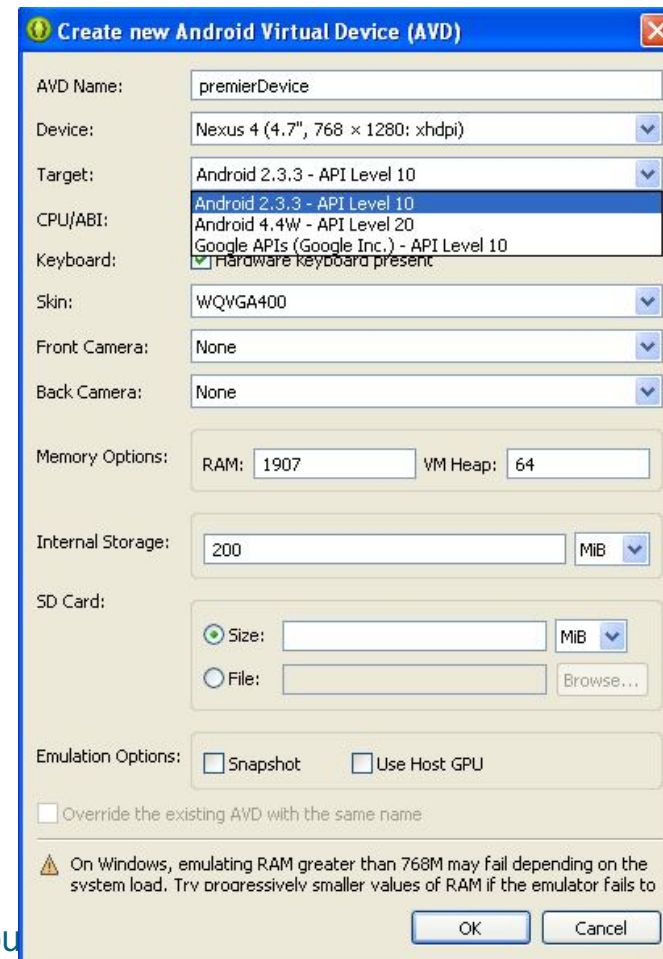 Create new Android Virtual Device (AVD)
AVD Name: premierDevice
Device: Nexus 4 (4.7", 768 × 1280: xhdpi)
Target: Android 2.3.3 - API Level 10
Android 2.3.3 - API Level 10
Android 4.4W - API Level 20
Google APIs (Google Inc.) - API Level 10
CPU/ABI:
Keyboard: Hardware keyboard present
Skin: WQVGA400
Front Camera: None
Back Camera: None
Memory Options: RAM: 1907 VM Heap: 64
Internal Storage: 200 MiB
SD Card:
Size: MiB
File: Browse...
Emulation Options: Snapshot Use Host GPU
Override the existing AVD with the same name
On Windows, emulating RAM greater than 768M may fail depending on the
system load. Try progressively smaller values of RAM if the emulator fails to
OK Cancel